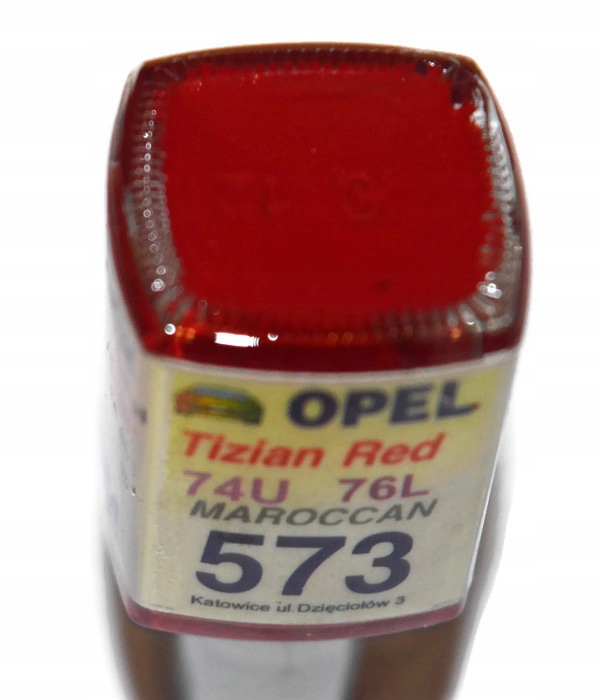 OPEL
Tizian Red
74U 76L
MAROCCAN
573
Katowice ul.Dzięciołów 3